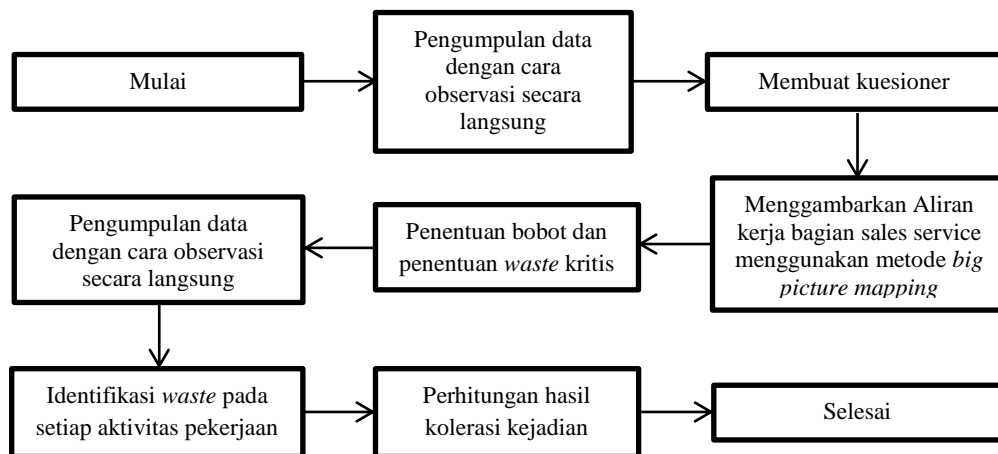 Mulai
Pengumpulan data
dengan cara
observasi secara
langsung
Membuat kuesioner
Menggambarkan Aliran
kerja bagian sales service
menggunakan metode big
picture mapping
Penentuan bobot dan
penentuan waste kritis
Pengumpulan data
dengan cara observasi
secara langsung
Identifikasi waste pada
setiap aktivitas pekerjaan
Perhitungan hasil
kolerasi kejadian
Selesai